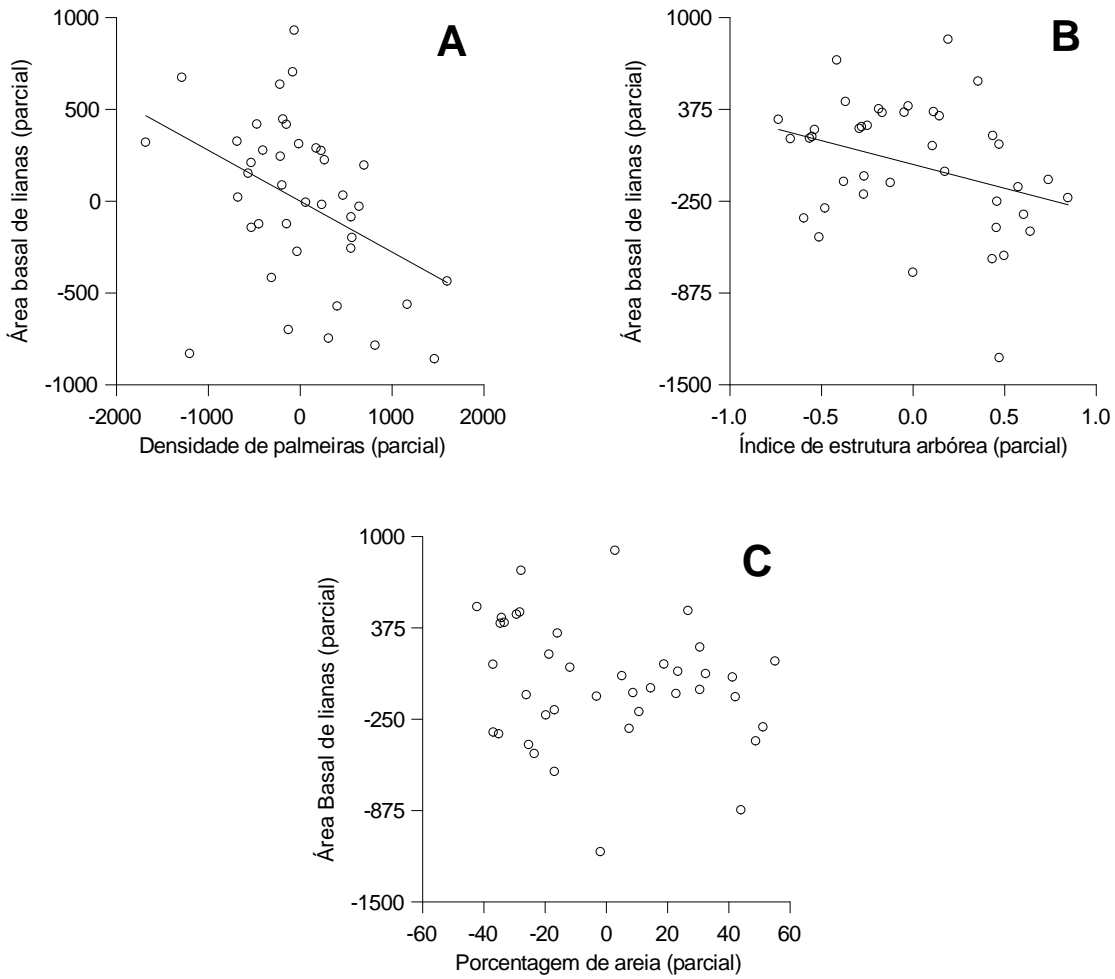 A
Área basal de lianas (parcial)
1000
500
0
-500
-1000
-2000 -1000 0 1000 2000
Densidade de palmeiras (parcial)
B
Área basal de lianas (parcial)
1000
375
-250
-875
-1500
-1.0 -0.5 0.0 0.5 1.0
Índice de estrutura arbórea (parcial)
C
Área Basal de lianas (parcial)
1000
375
-250
-875
-1500
-60 -40 -20 0 20 40 60
Porcentagem de areia (parcial)